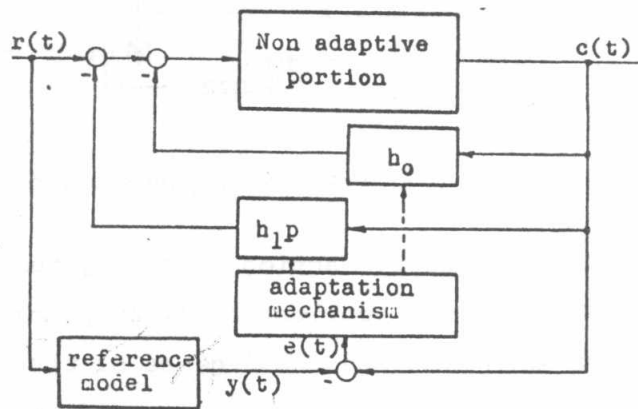 r(t)
Non adaptive
portion
c(t)
-
-
h₀
h₁p
adaptation
mechanism
e(t)
reference
model
y(t)
-